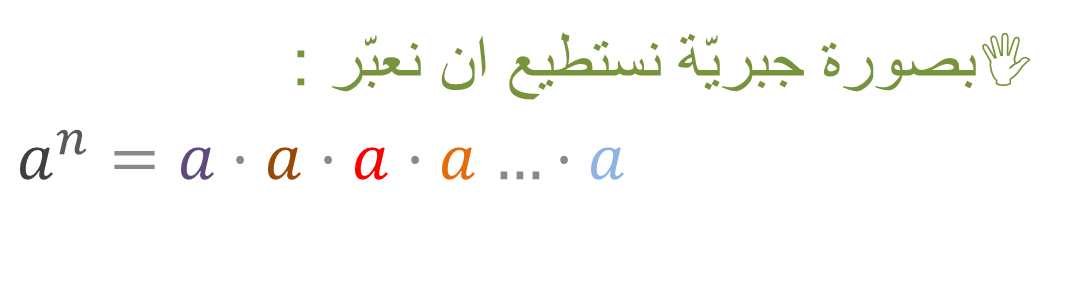 🖐بصورة جبريّة نستطيع ان نعبّر :
aⁿ = a · a · a · a ... · a